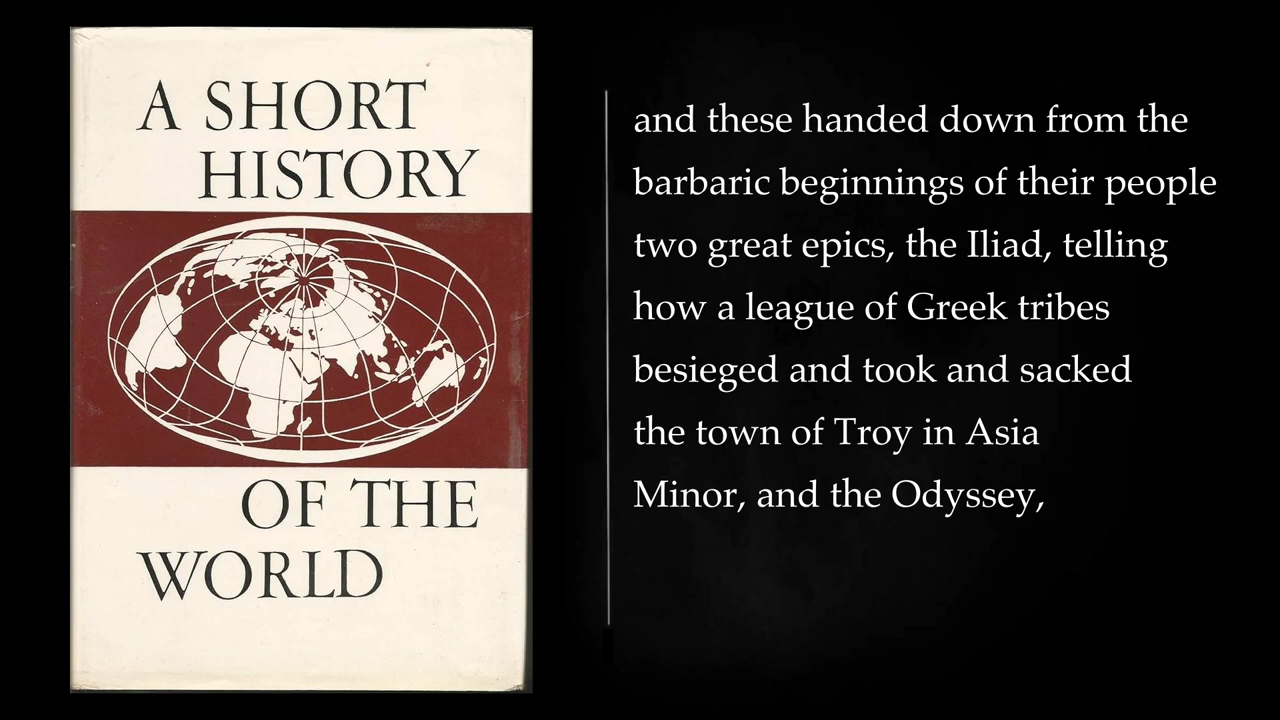 A SHORT
HISTORY
OF THE
WORLD
and these handed down from the
barbaric beginnings of their people
two great epics, the Iliad, telling
how a league of Greek tribes
besieged and took and sacked
the town of Troy in Asia
Minor, and the Odyssey,